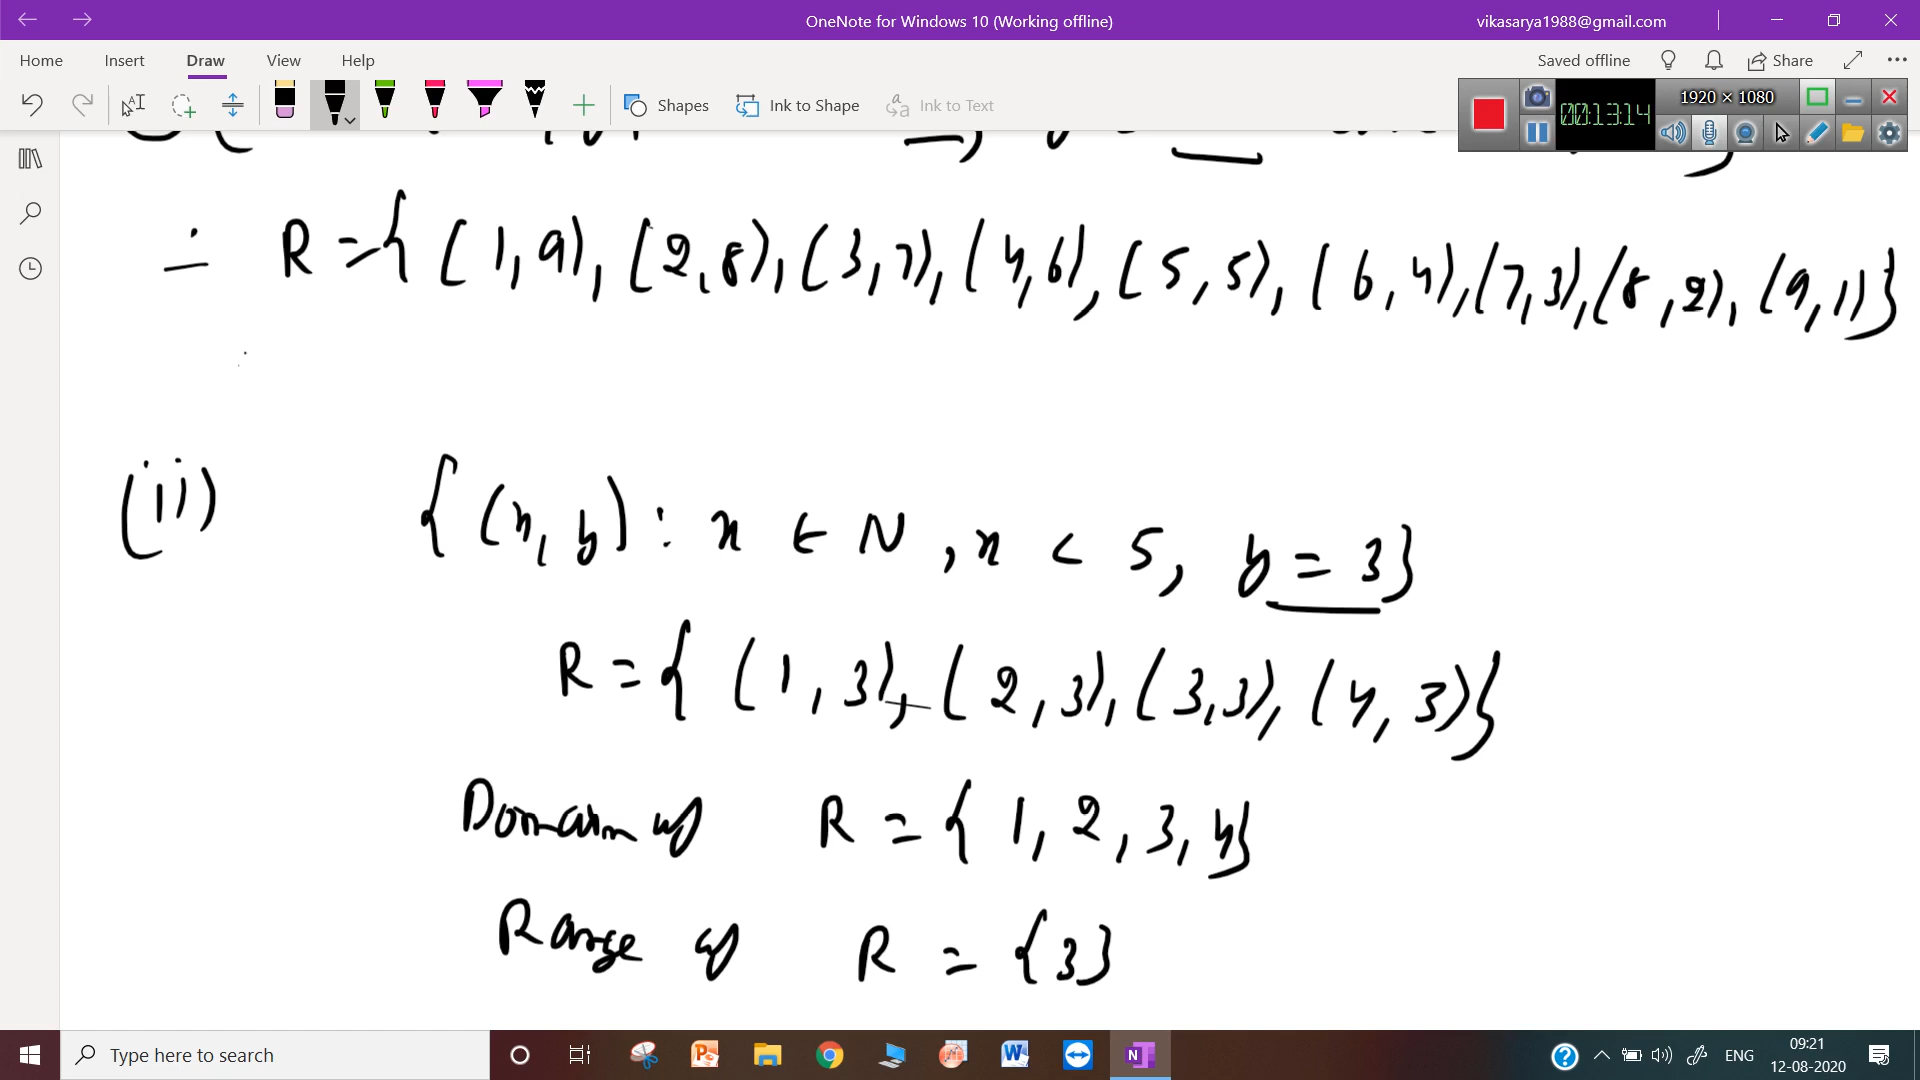 OneNote for Windows 10 (Working offline)
vikasarya1988@gmail.com
Home Insert Draw View Help
Saved offline Share
Shapes Ink to Shape Ink to Text
1920 × 1080
00:13:14
∴ R = { (1, 9), (2, 8), (3, 7), (4, 6), (5, 5), (6, 4), (7, 3), (8, 2), (9, 1)}
(ii) { (x, y) : x ∈ N, x < 5, y = 3}
R = { (1, 3), (2, 3), (3, 3), (4, 3)}
Domain of R = { 1, 2, 3, 4}
Range of R = {3}
Type here to search
ENG
09:21
12-08-2020